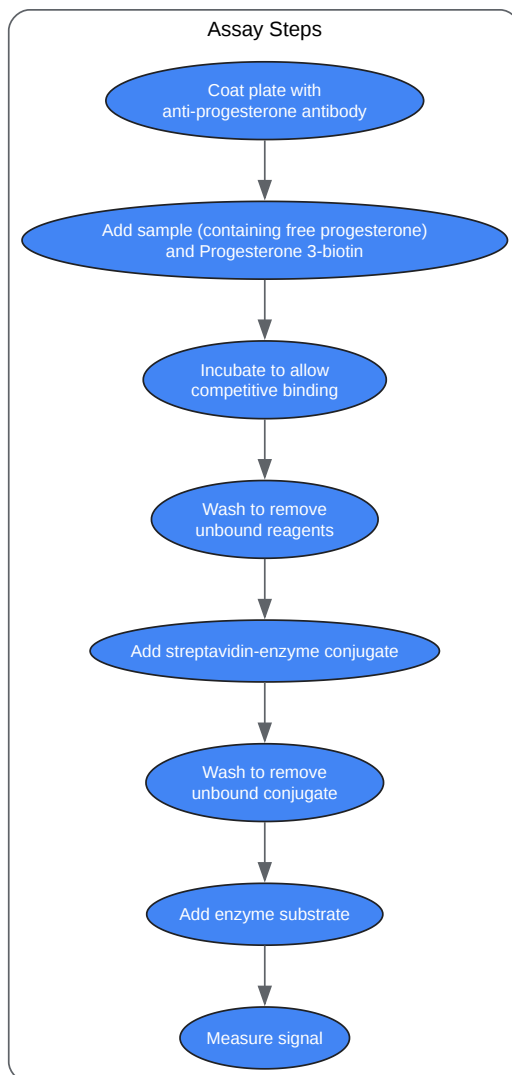 Assay Steps
Coat plate with
anti-progesterone antibody
Add sample (containing free progesterone)
and Progesterone 3-biotin
Incubate to allow
competitive binding
Wash to remove
unbound reagents
Add streptavidin-enzyme conjugate
Wash to remove
unbound conjugate
Add enzyme substrate
Measure signal